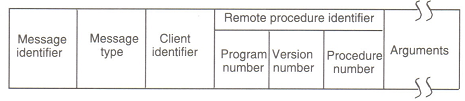 Message
identifier
Message
type
Client
identifier
Remote procedure identifier
Program
number
Version
number
Procedure
number
Arguments